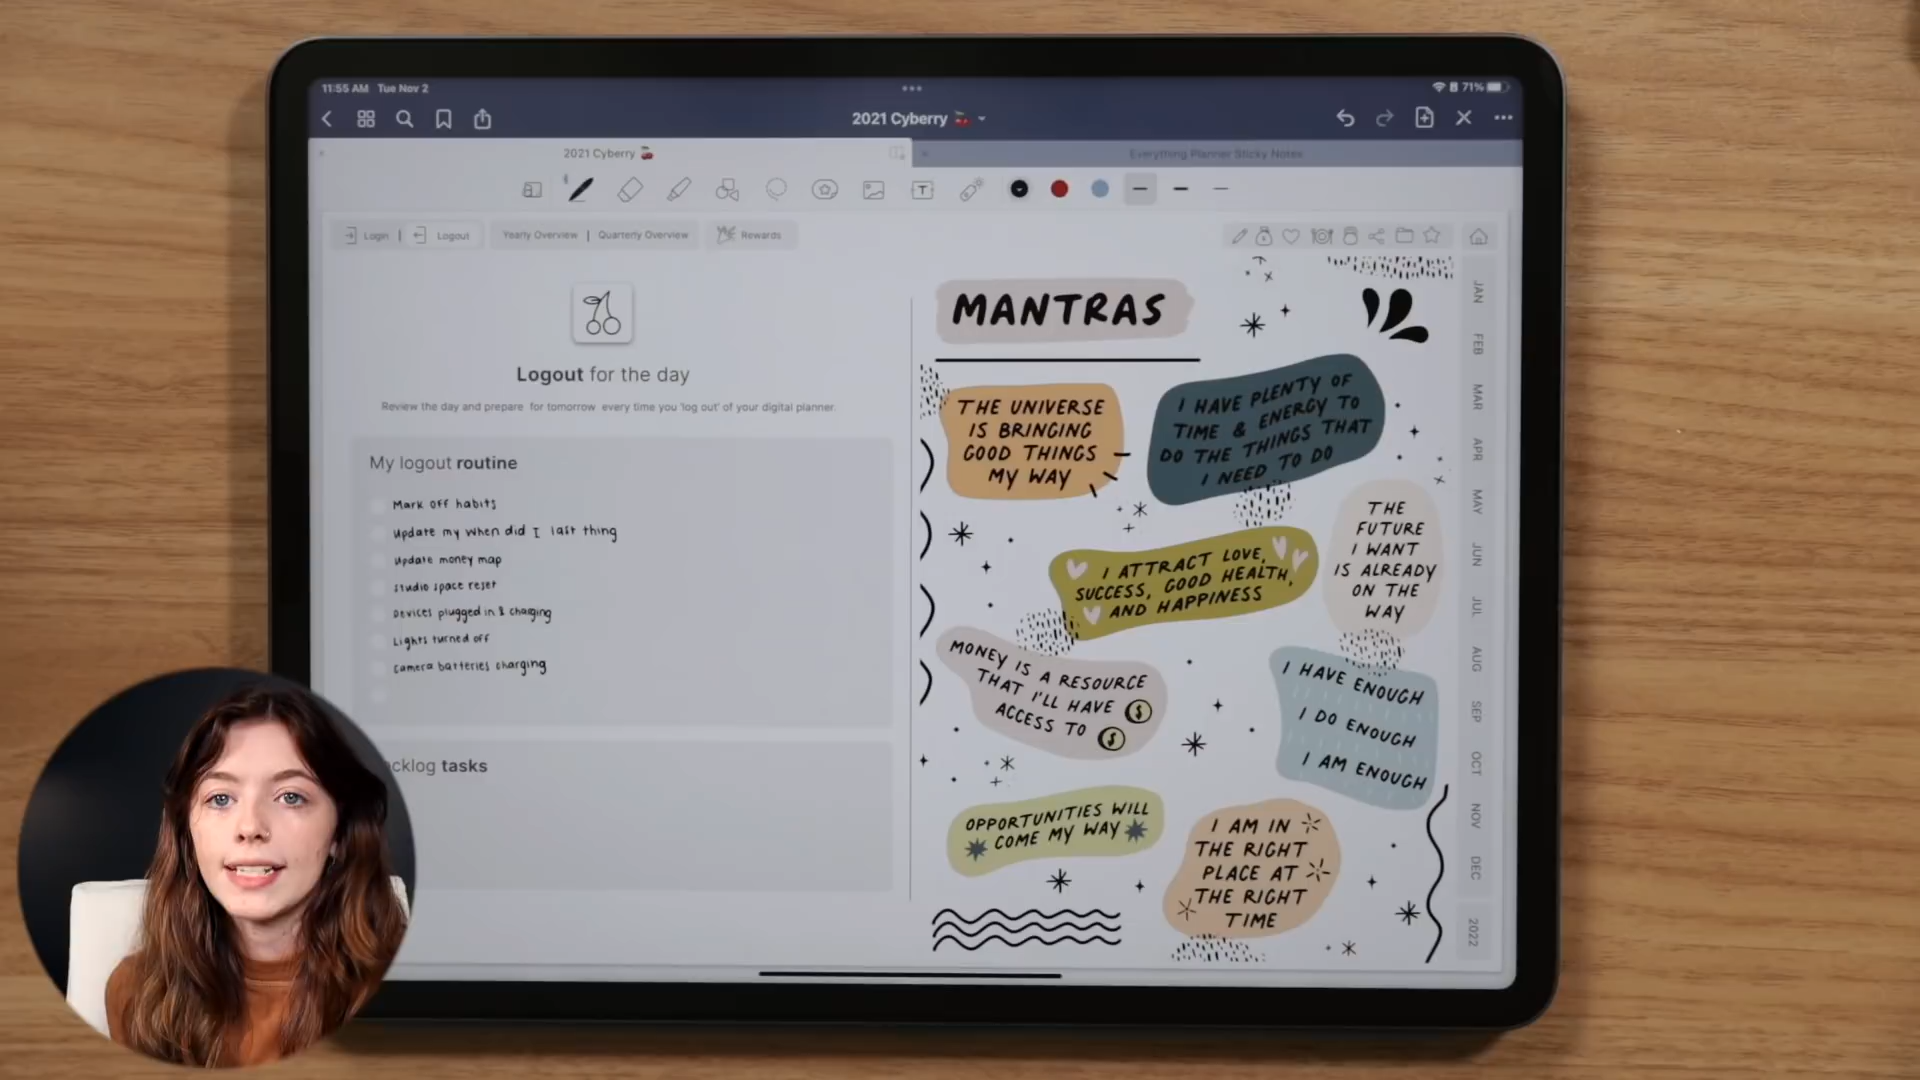 11:55 AM Tue Nov 2
71%
2021 Cyberry
2021 Cyberry
Everything Planner Sticky Notes
T
Login | Logout
Yearly Overview | Quarterly Overview
Rewards
Logout for the day
Review the day and prepare for tomorrow every time you 'log out' of your digital planner.
My logout routine
Mark off habits
Update my when did I last thing
Update money map
studio space reset
Devices plugged in & charging
Lights turned off
camera batteries charging
cklog tasks
MANTRAS
THE UNIVERSE
IS BRINGING
GOOD THINGS
MY WAY
I HAVE PLENTY OF
TIME & ENERGY TO
DO THE THINGS THAT
I NEED TO DO
I ATTRACT LOVE,
SUCCESS, GOOD HEALTH,
AND HAPPINESS
THE
FUTURE
I WANT
IS ALREADY
ON THE
WAY
MONEY IS A RESOURCE
THAT I'LL HAVE $
ACCESS TO $
I HAVE ENOUGH
I DO ENOUGH
I AM ENOUGH
OPPORTUNITIES WILL
COME MY WAY
I AM IN
THE RIGHT
PLACE AT
THE RIGHT
TIME
JAN
FEB
MAR
APR
MAY
JUN
JUL
AUG
SEP
OCT
NOV
DEC
2022